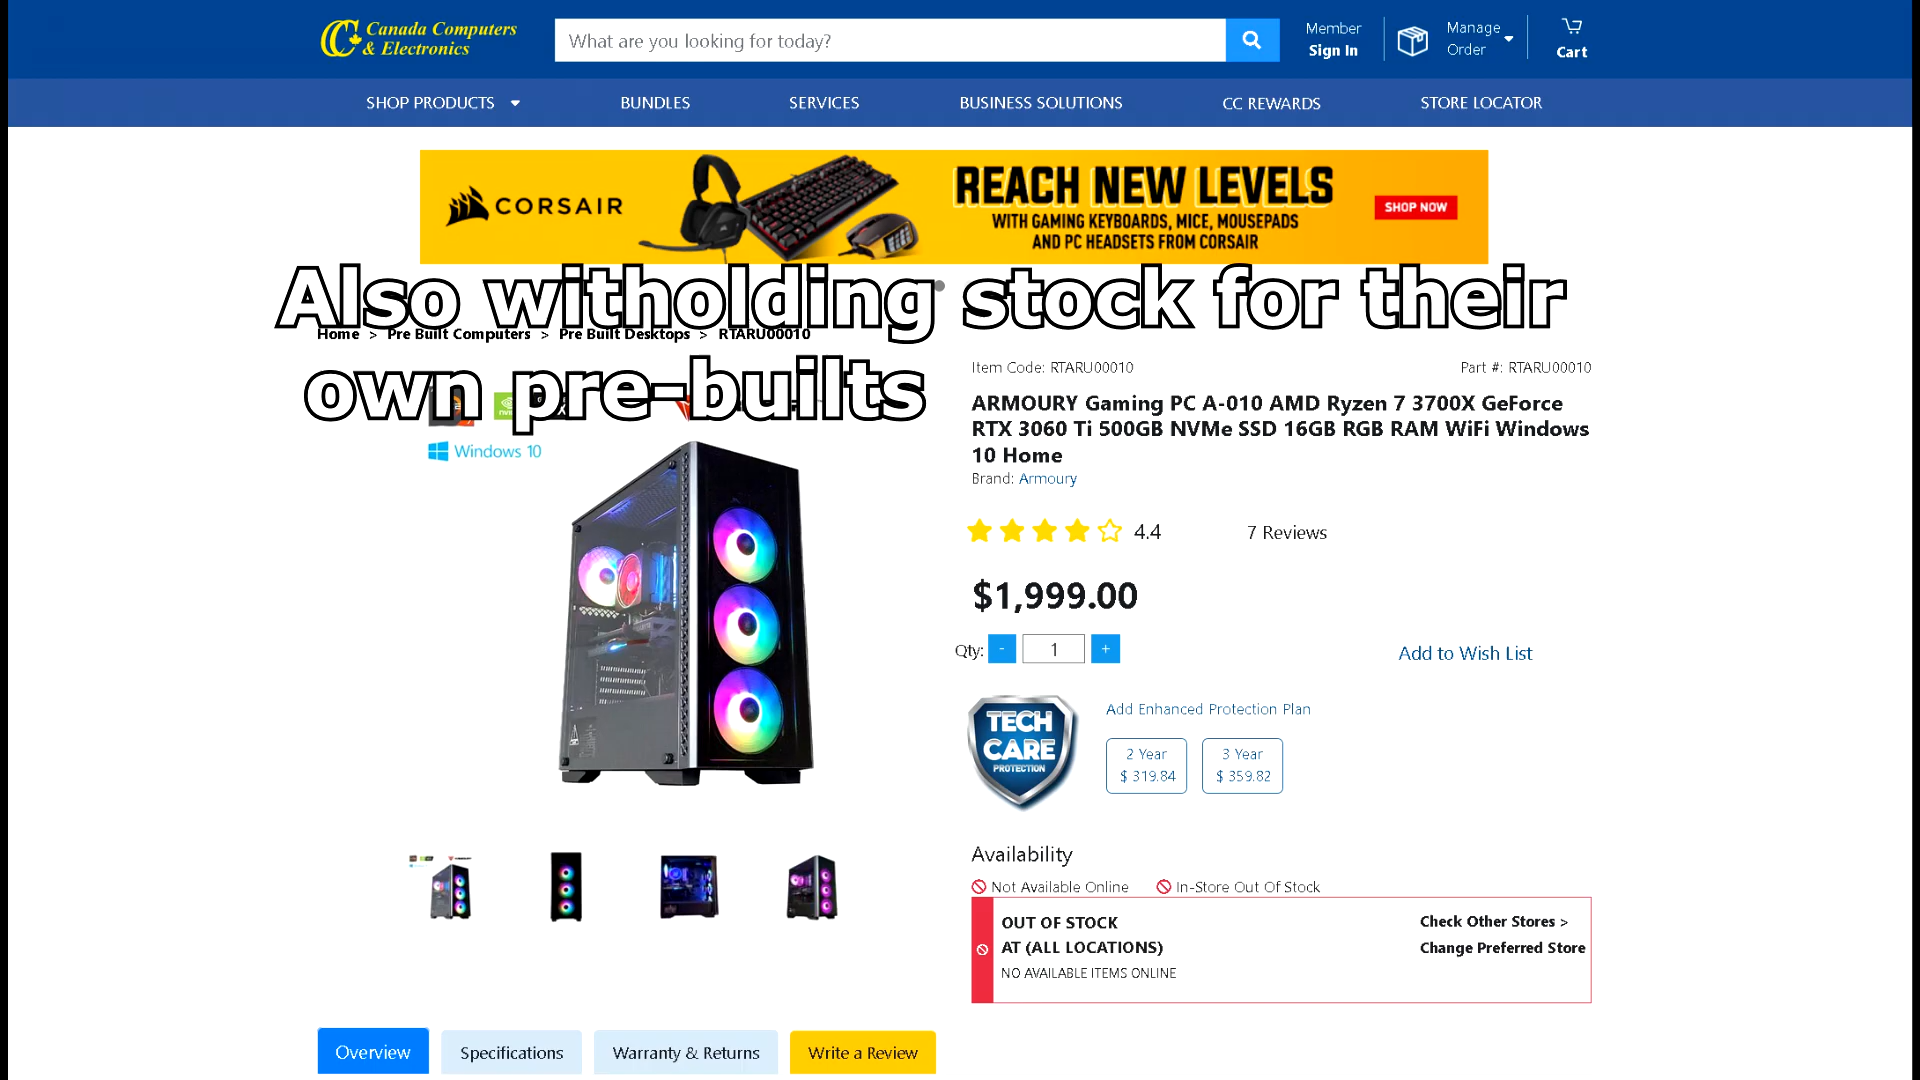 Canada Computers
& Electronics
What are you looking for today?
Member
Sign In
Manage
Order
Cart
SHOP PRODUCTS
BUNDLES
SERVICES
BUSINESS SOLUTIONS
CC REWARDS
STORE LOCATOR
CORSAIR
REACH NEW LEVELS
WITH GAMING KEYBOARDS, MICE, MOUSEPADS
AND PC HEADSETS FROM CORSAIR
SHOP NOW
Also witholding stock for their
own pre-builts
Home > Pre Built Computers > Pre Built Desktops > RTARU00010
Windows 10
Item Code: RTARU00010
Part #: RTARU00010
ARMOURY Gaming PC A-010 AMD Ryzen 7 3700X GeForce
RTX 3060 Ti 500GB NVMe SSD 16GB RGB RAM WiFi Windows
10 Home
Brand: Armoury
4.4
7 Reviews
$1,999.00
Qty: - 1 +
Add to Wish List
TECH
CARE
PROTECTION
Add Enhanced Protection Plan
2 Year
$ 319.84
3 Year
$ 359.82
Availability
Not Available Online
In-Store Out Of Stock
OUT OF STOCK
AT (ALL LOCATIONS)
NO AVAILABLE ITEMS ONLINE
Check Other Stores >
Change Preferred Store
Overview
Specifications
Warranty & Returns
Write a Review